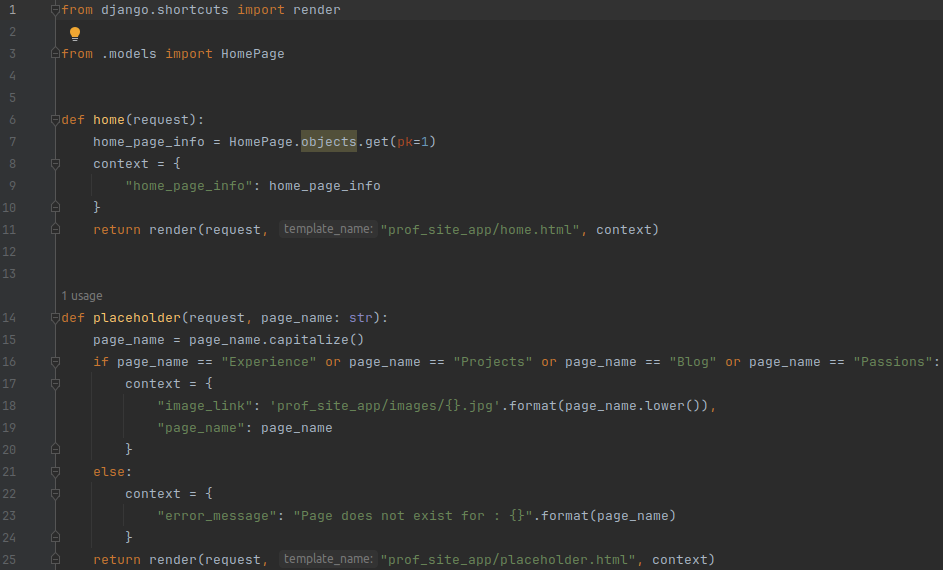 1 from django.shortcuts import render
2
3 from .models import HomePage
4
5
6 def home(request):
7     home_page_info = HomePage.objects.get(pk=1)
8     context = {
9         "home_page_info": home_page_info
10     }
11     return render(request, template_name: "prof_site_app/home.html", context)
12
13
1 usage
14 def placeholder(request, page_name: str):
15     page_name = page_name.capitalize()
16     if page_name == "Experience" or page_name == "Projects" or page_name == "Blog" or page_name == "Passions":
17         context = {
18             "image_link": 'prof_site_app/images/{}.jpg'.format(page_name.lower()),
19             "page_name": page_name
20         }
21     else:
22         context = {
23             "error_message": "Page does not exist for : {}".format(page_name)
24         }
25     return render(request, template_name: "prof_site_app/placeholder.html", context)